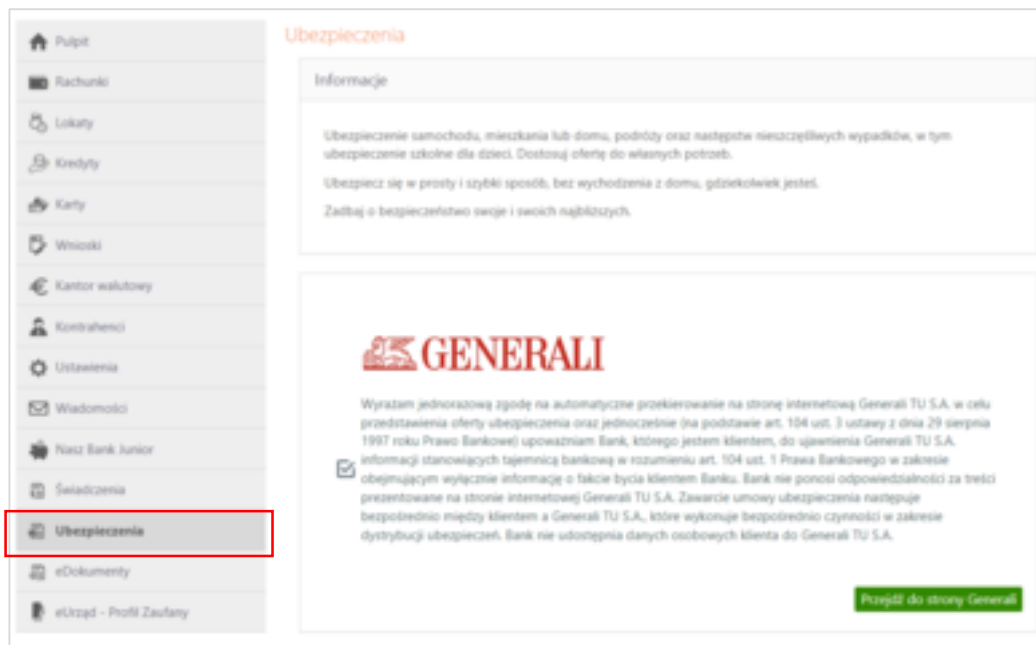 Pulpit
Rachunki
Lokaty
Kredyty
Karty
Wnioski
Kantor walutowy
Kontrahenci
Ustawienia
Wiadomości
Nasz Bank Junior
Świadczenia
Ubezpieczenia
eDokumenty
eUrząd - Profil Zaufany
Ubezpieczenia
Informacje
Ubezpieczenie samochodu, mieszkania lub domu, podróży oraz następstw nieszczęśliwych wypadków, w tym
ubezpieczenie szkolne dla dzieci. Dostosuj ofertę do własnych potrzeb.
Ubezpiecz się w prosty i szybki sposób, bez wychodzenia z domu, gdziekolwiek jesteś.
Zadbaj o bezpieczeństwo swoje i swoich najbliższych.
GENERALI
Wyrażam jednorazową zgodę na automatyczne przekierowanie na stronę internetową Generali TU S.A. w celu
przedstawienia oferty ubezpieczenia oraz jednocześnie (na podstawie art. 104 ust. 3 ustawy z dnia 29 sierpnia
1997 roku Prawo Bankowe) upoważniam Bank, którego jestem klientem, do ujawnienia Generali TU S.A.
informacji stanowiących tajemnicą bankową w rozumieniu art. 104 ust. 1 Prawa Bankowego w zakresie
obejmującym wyłącznie informację o fakcie bycia klientem Banku. Bank nie ponosi odpowiedzialności za treści
prezentowane na stronie internetowej Generali TU S.A. Zawarcie umowy ubezpieczenia następuje
bezpośrednio między klientem a Generali TU S.A., które wykonuje bezpośrednio czynności w zakresie
dystrybucji ubezpieczeń. Bank nie udostępnia danych osobowych klienta do Generali TU S.A.
Przejdź do strony Generali